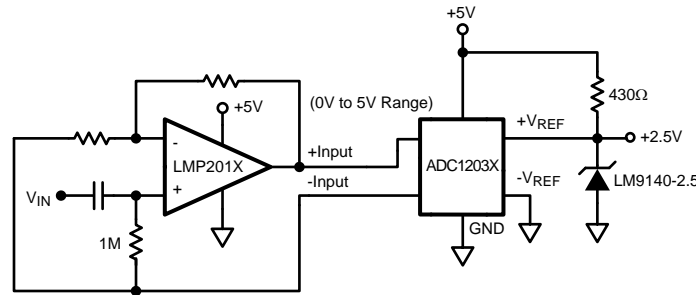 +5V
(0V to 5V Range)
+5V
430Ω
-
LMP201X
+
+Input
-Input
ADC1203X
+VREF
-VREF
+2.5V
LM9140-2.5
VIN
1M
GND